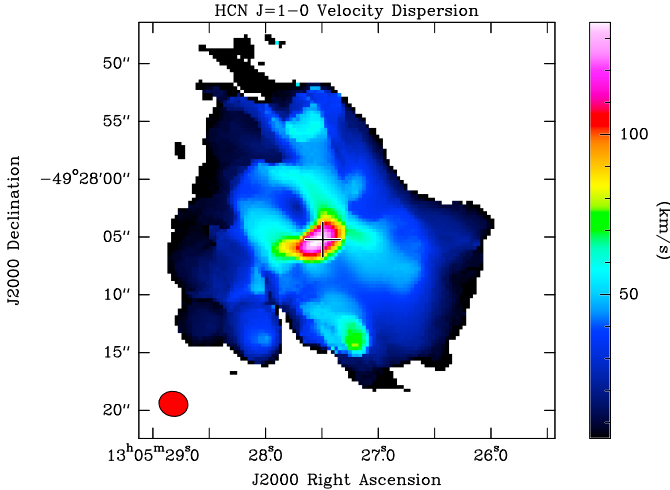 HCN J=1−0 Velocity Dispersion
50″
55″
−49°28′00″
05″
10″
15″
20″
13ʰ05ᵐ29ˢ.0
28ˢ.0
27ˢ.0
26ˢ.0
J2000 Right Ascension
J2000 Declination
100
50
(km/s)